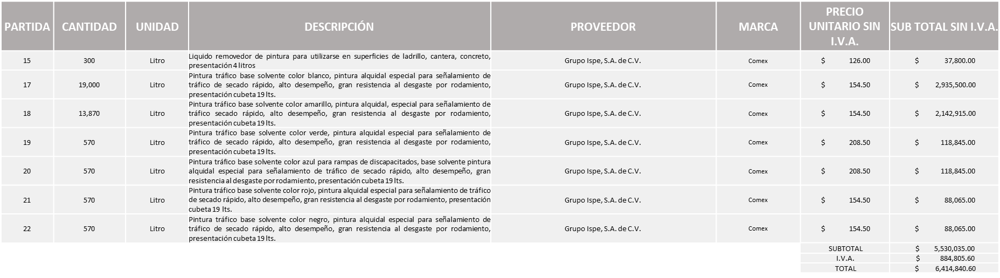 PARTIDA CANTIDAD UNIDAD DESCRIPCIÓN PROVEEDOR MARCA PRECIO UNITARIO SIN I.V.A. SUB TOTAL SIN I.V.A.
15 300 Litro Liquido removedor de pintura para utilizarse en superficies de ladrillo, cantera, concreto,
presentación 4 litros Grupo Ispe, S.A. de C.V. Comex $ 126.00 $ 37,800.00
17 19,000 Litro Pintura tráfico base solvente color blanco, pintura alquidal especial para señalamiento de
tráfico de secado rápido, alto desempeño, gran resistencia al desgaste por rodamiento,
presentación cubeta 19 lts. Grupo Ispe, S.A. de C.V. Comex $ 154.50 $ 2,935,500.00
18 13,870 Litro Pintura tráfico base solvente color amarillo, pintura alquidal, especial para señalamiento de
tráfico secado rápido, alto desempeño, gran resistencia al desgaste por rodamiento,
presentación cubeta 19 lts. Grupo Ispe, S.A. de C.V. Comex $ 154.50 $ 2,142,915.00
19 570 Litro Pintura tráfico base solvente color verde, pintura alquidal especial para señalamiento de
tráfico de secado rápido, alto desempeño, gran resistencia al desgaste por rodamiento,
presentación cubeta 19 lts. Grupo Ispe, S.A. de C.V. Comex $ 208.50 $ 118,845.00
20 570 Litro Pintura tráfico base solvente color azul para rampas de discapacitados, base solvente pintura
alquidal especial para señalamiento de tráfico de secado rápido, alto desempeño, gran
resistencia al desgaste por rodamiento, presentación cubeta 19 lts. Grupo Ispe, S.A. de C.V. Comex $ 208.50 $ 118,845.00
21 570 Litro Pintura tráfico base solvente color rojo, pintura alquidal especial para señalamiento de tráfico
de secado rápido, alto desempeño, gran resistencia al desgaste por rodamiento, presentación
cubeta 19 lts. Grupo Ispe, S.A. de C.V. Comex $ 154.50 $ 88,065.00
22 570 Litro Pintura tráfico base solvente color negro, pintura alquidal especial para señalamiento de
tráfico de secado rápido, alto desempeño, gran resistencia al desgaste por rodamiento,
presentación cubeta 19 lts. Grupo Ispe, S.A. de C.V. Comex $ 154.50 $ 88,065.00
SUBTOTAL $ 5,530,035.00
I.V.A. $ 884,805.60
TOTAL $ 6,414,840.60